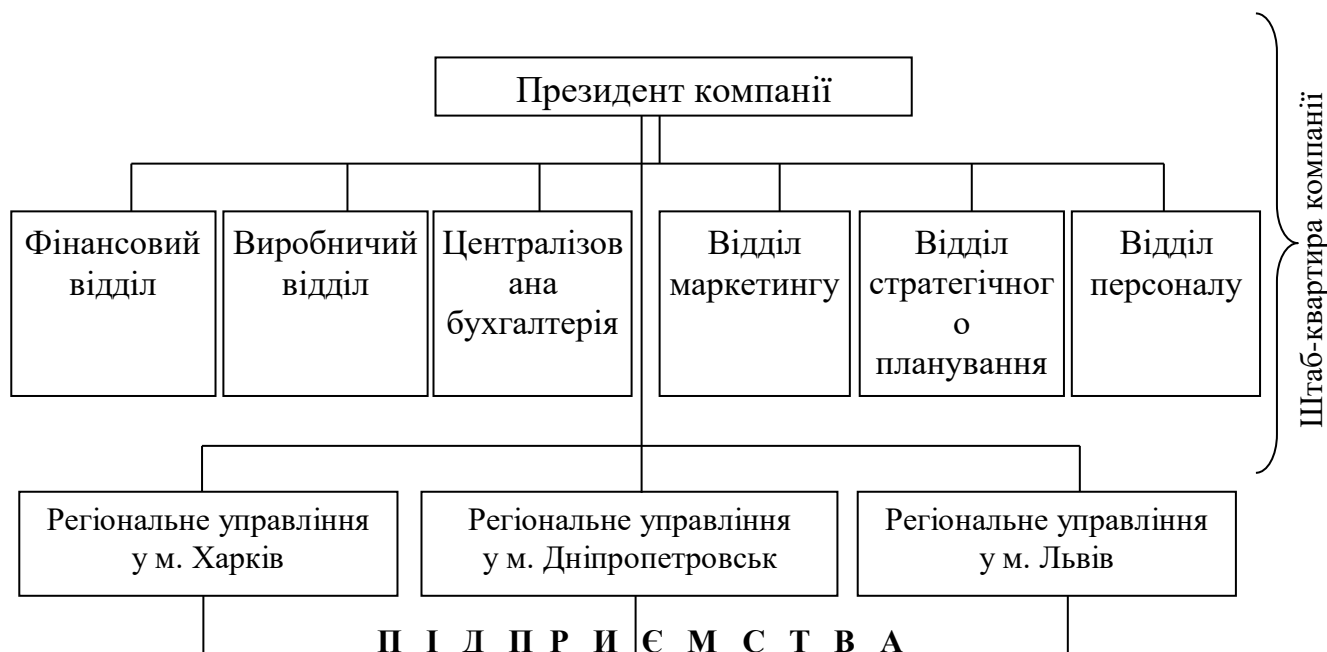 Президент компанії
Фінансовий
відділ
Виробничий
відділ
Централізов
ана
бухгалтерія
Відділ
маркетингу
Відділ
стратегічног
о
планування
Відділ
персоналу
Штаб-квартира компанії
Регіональне управління
у м. Харків
Регіональне управління
у м. Дніпропетровськ
Регіональне управління
у м. Львів
П І Д П Р И Є М С Т В А